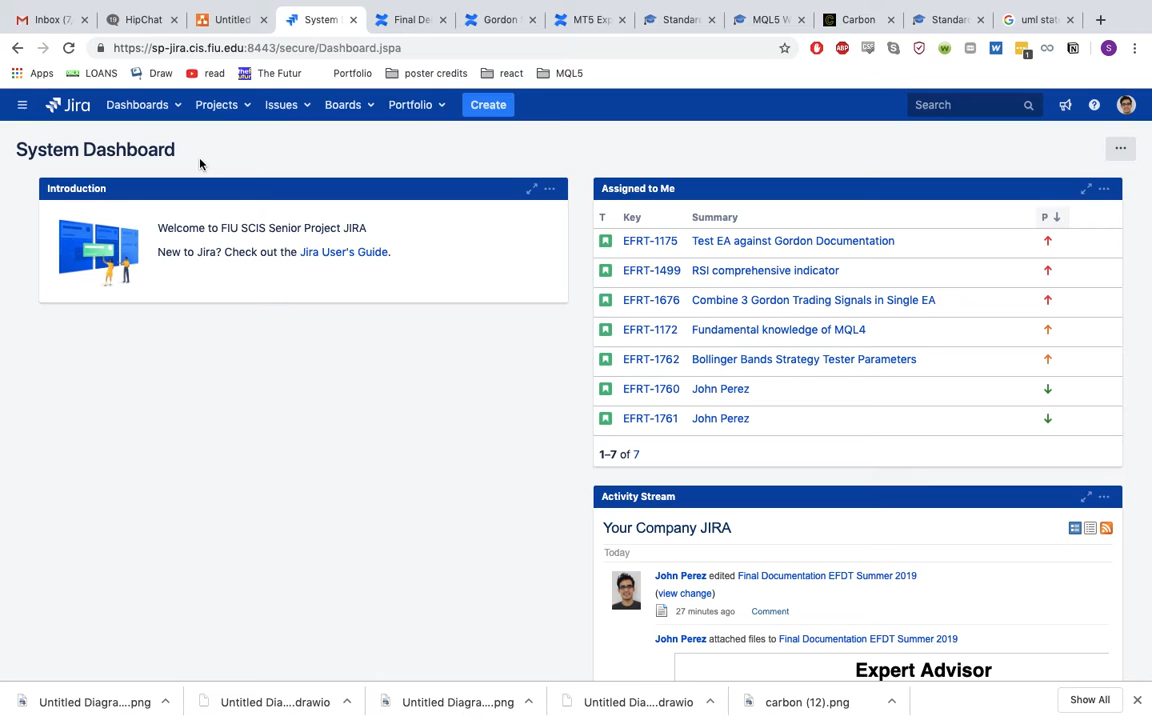 Inbox (7, HipChat Untitled System Final De Gordon MT5 Exp Standard MQL5 W Carbon Standard uml stat
https://sp-jira.cis.fiu.edu:8443/secure/Dashboard.jspa
Apps LOANS Draw read The Futur Portfolio poster credits react MQL5
Jira Dashboards Projects Issues Boards Portfolio Create Search
System Dashboard
Introduction
Welcome to FIU SCIS Senior Project JIRA
New to Jira? Check out the Jira User's Guide.
Assigned to Me
T Key Summary P
EFRT-1175 Test EA against Gordon Documentation
EFRT-1499 RSI comprehensive indicator
EFRT-1676 Combine 3 Gordon Trading Signals in Single EA
EFRT-1172 Fundamental knowledge of MQL4
EFRT-1762 Bollinger Bands Strategy Tester Parameters
EFRT-1760 John Perez
EFRT-1761 John Perez
1–7 of 7
Activity Stream
Your Company JIRA
Today
John Perez edited Final Documentation EFDT Summer 2019
(view change)
27 minutes ago Comment
John Perez attached files to Final Documentation EFDT Summer 2019
Expert Advisor
Untitled Diagra....png Untitled Dia....drawio Untitled Diagra....png Untitled Dia....drawio carbon (12).png Show All